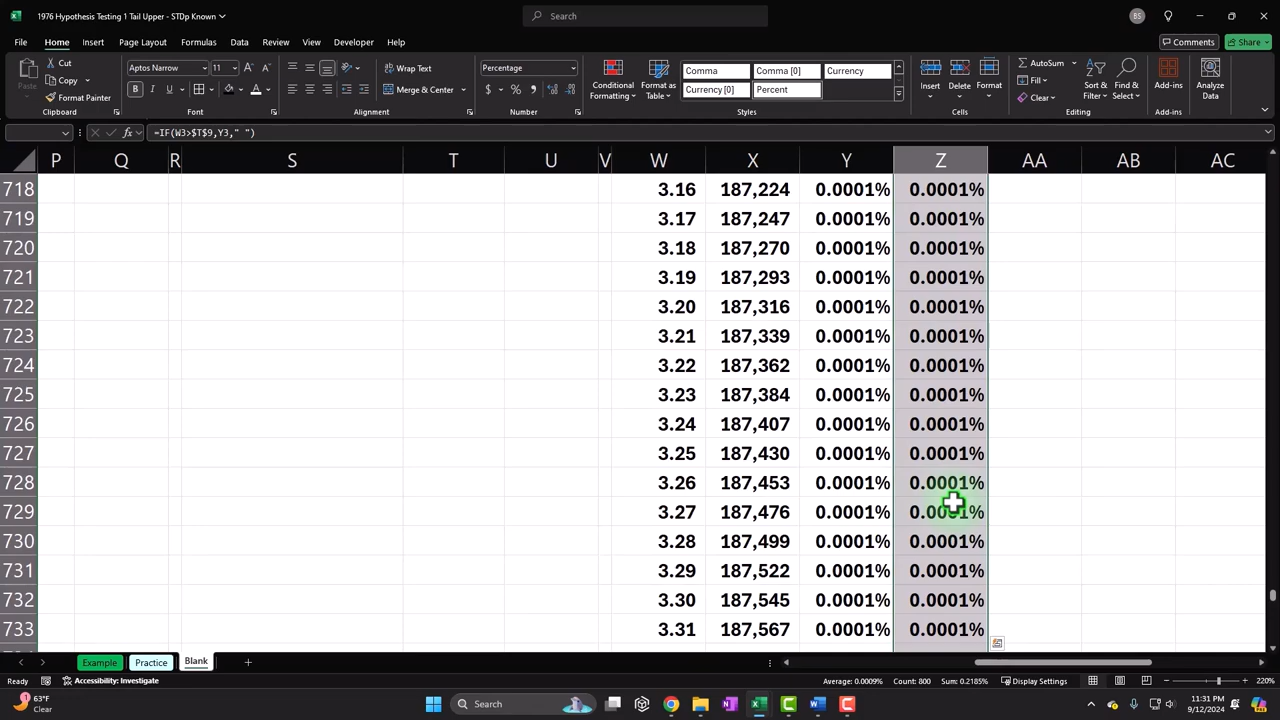 1976 Hypothesis Testing 1 Tail Upper - STDp Known
Search
BS
File Home Insert Page Layout Formulas Data Review View Developer Help
Comments Share
Paste
Cut
Copy
Format Painter
Clipboard
Aptos Narrow 11
B I U
Font
Wrap Text
Merge & Center
Alignment
Percentage
Number
Conditional Formatting
Format as Table
Comma Comma [0] Currency
Currency [0] Percent
Styles
Insert Delete Format
Cells
AutoSum
Fill
Clear
Sort & Filter
Find & Select
Editing
Add-ins
Add-ins
Analyze Data
=IF(W3>$T$9,Y3," ")
P Q R S T U V W X Y Z AA AB AC
718 3.16 187,224 0.0001% 0.0001%
719 3.17 187,247 0.0001% 0.0001%
720 3.18 187,270 0.0001% 0.0001%
721 3.19 187,293 0.0001% 0.0001%
722 3.20 187,316 0.0001% 0.0001%
723 3.21 187,339 0.0001% 0.0001%
724 3.22 187,362 0.0001% 0.0001%
725 3.23 187,384 0.0001% 0.0001%
726 3.24 187,407 0.0001% 0.0001%
727 3.25 187,430 0.0001% 0.0001%
728 3.26 187,453 0.0001% 0.0001%
729 3.27 187,476 0.0001% 0.0001%
730 3.28 187,499 0.0001% 0.0001%
731 3.29 187,522 0.0001% 0.0001%
732 3.30 187,545 0.0001% 0.0001%
733 3.31 187,567 0.0001% 0.0001%
Example Practice Blank
Ready Accessibility: Investigate Average: 0.0009% Count: 800 Sum: 0.2185% Display Settings 220%
63°F
Clear
Search
11:31 PM
9/12/2024